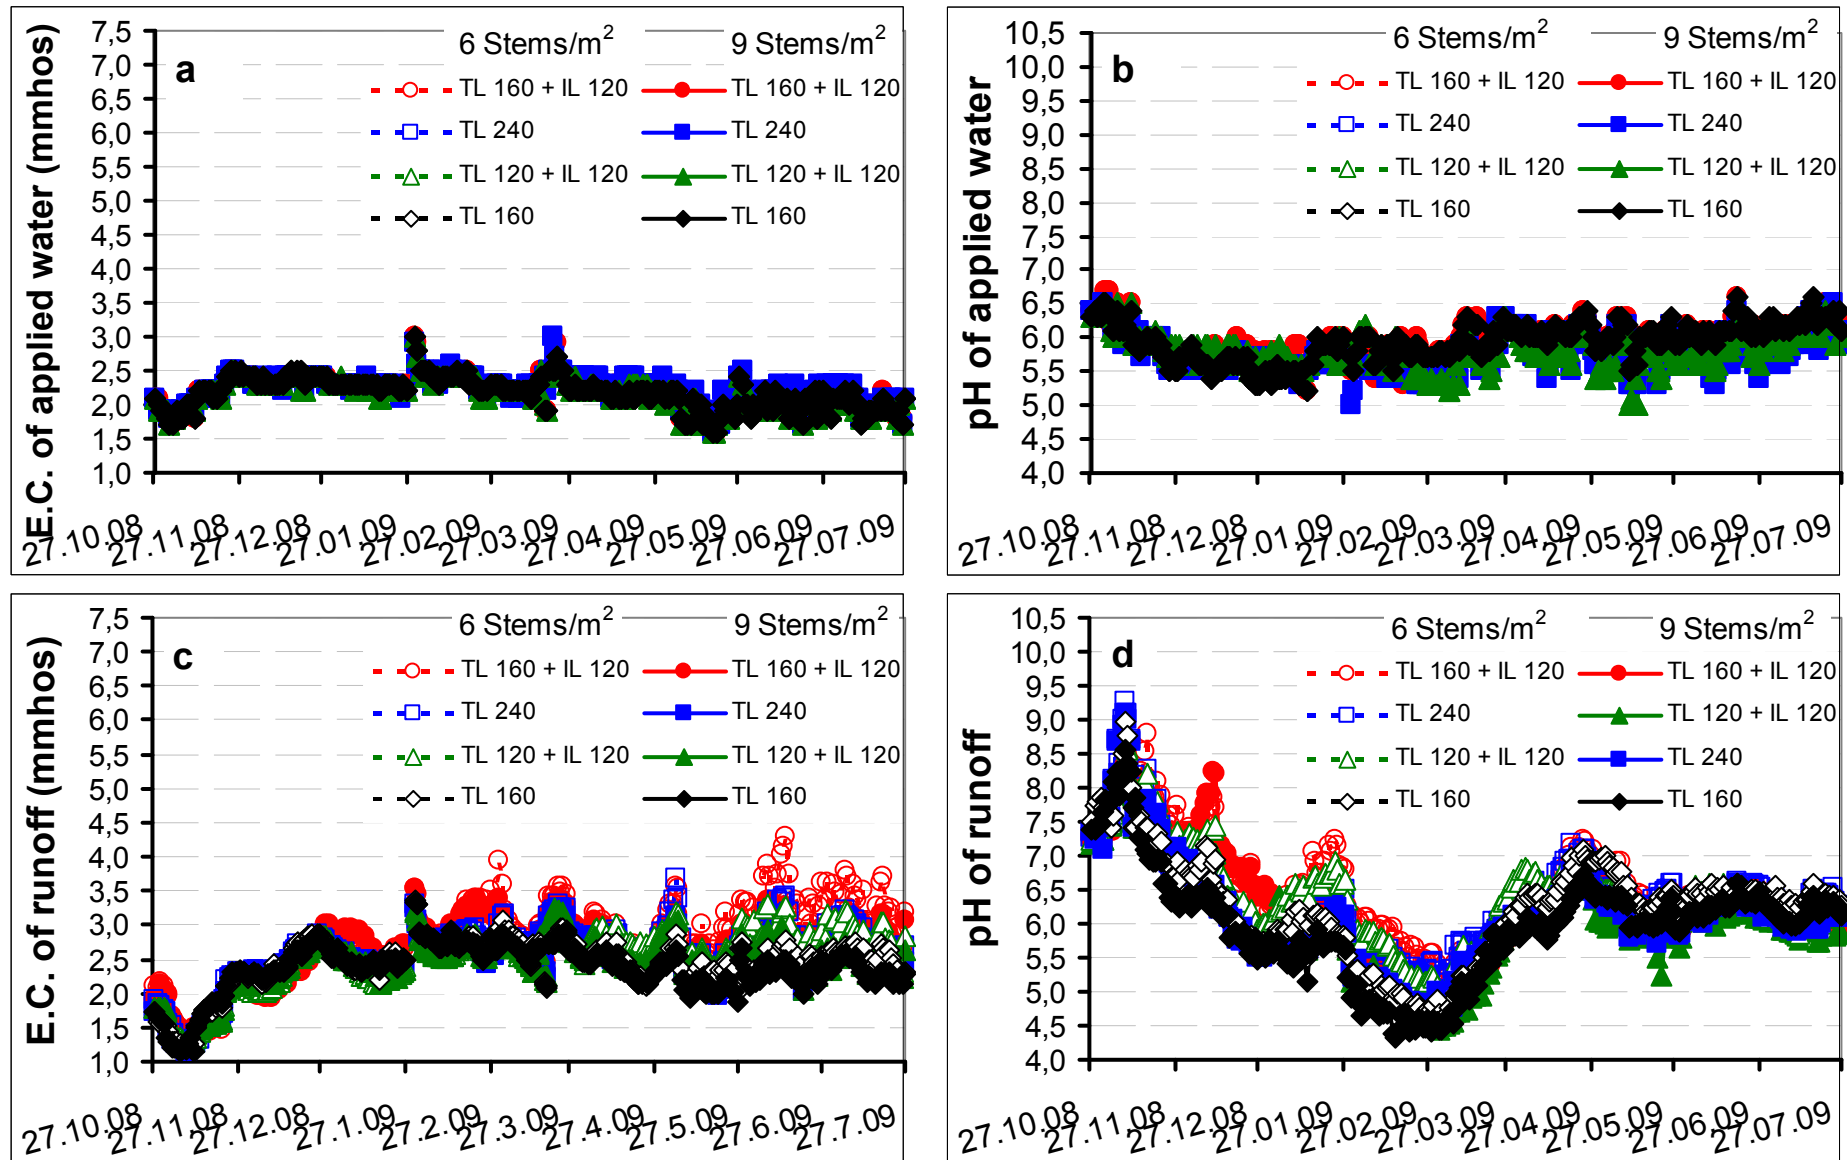 a
6 Stems/m²
9 Stems/m²
TL 160 + IL 120
TL 160 + IL 120
TL 240
TL 240
TL 120 + IL 120
TL 120 + IL 120
TL 160
TL 160
E.C. of applied water (mmhos)
7,5
7,0
6,5
6,0
5,5
5,0
4,5
4,0
3,5
3,0
2,5
2,0
1,5
1,0
27.10.08
27.11.08
27.12.08
27.01.09
27.02.09
27.03.09
27.04.09
27.05.09
27.06.09
27.07.09
b
6 Stems/m²
9 Stems/m²
TL 160 + IL 120
TL 160 + IL 120
TL 240
TL 240
TL 120 + IL 120
TL 120 + IL 120
TL 160
TL 160
pH of applied water
10,5
10,0
9,5
9,0
8,5
8,0
7,5
7,0
6,5
6,0
5,5
5,0
4,5
4,0
27.10.08
27.11.08
27.12.08
27.01.09
27.02.09
27.03.09
27.04.09
27.05.09
27.06.09
27.07.09
c
6 Stems/m²
9 Stems/m²
TL 160 + IL 120
TL 160 + IL 120
TL 240
TL 240
TL 120 + IL 120
TL 120 + IL 120
TL 160
TL 160
E.C. of runoff (mmhos)
7,5
7,0
6,5
6,0
5,5
5,0
4,5
4,0
3,5
3,0
2,5
2,0
1,5
1,0
27.10.08
27.11.08
27.12.08
27.1.09
27.2.09
27.3.09
27.4.09
27.5.09
27.6.09
27.7.09
d
6 Stems/m²
9 Stems/m²
TL 160 + IL 120
TL 160 + IL 120
TL 240
TL 120 + IL 120
TL 120 + IL 120
TL 240
TL 160
TL 160
pH of runoff
10,5
10,0
9,5
9,0
8,5
8,0
7,5
7,0
6,5
6,0
5,5
5,0
4,5
4,0
27.10.08
27.11.08
27.12.08
27.01.09
27.02.09
27.03.09
27.04.09
27.05.09
27.06.09
27.07.09